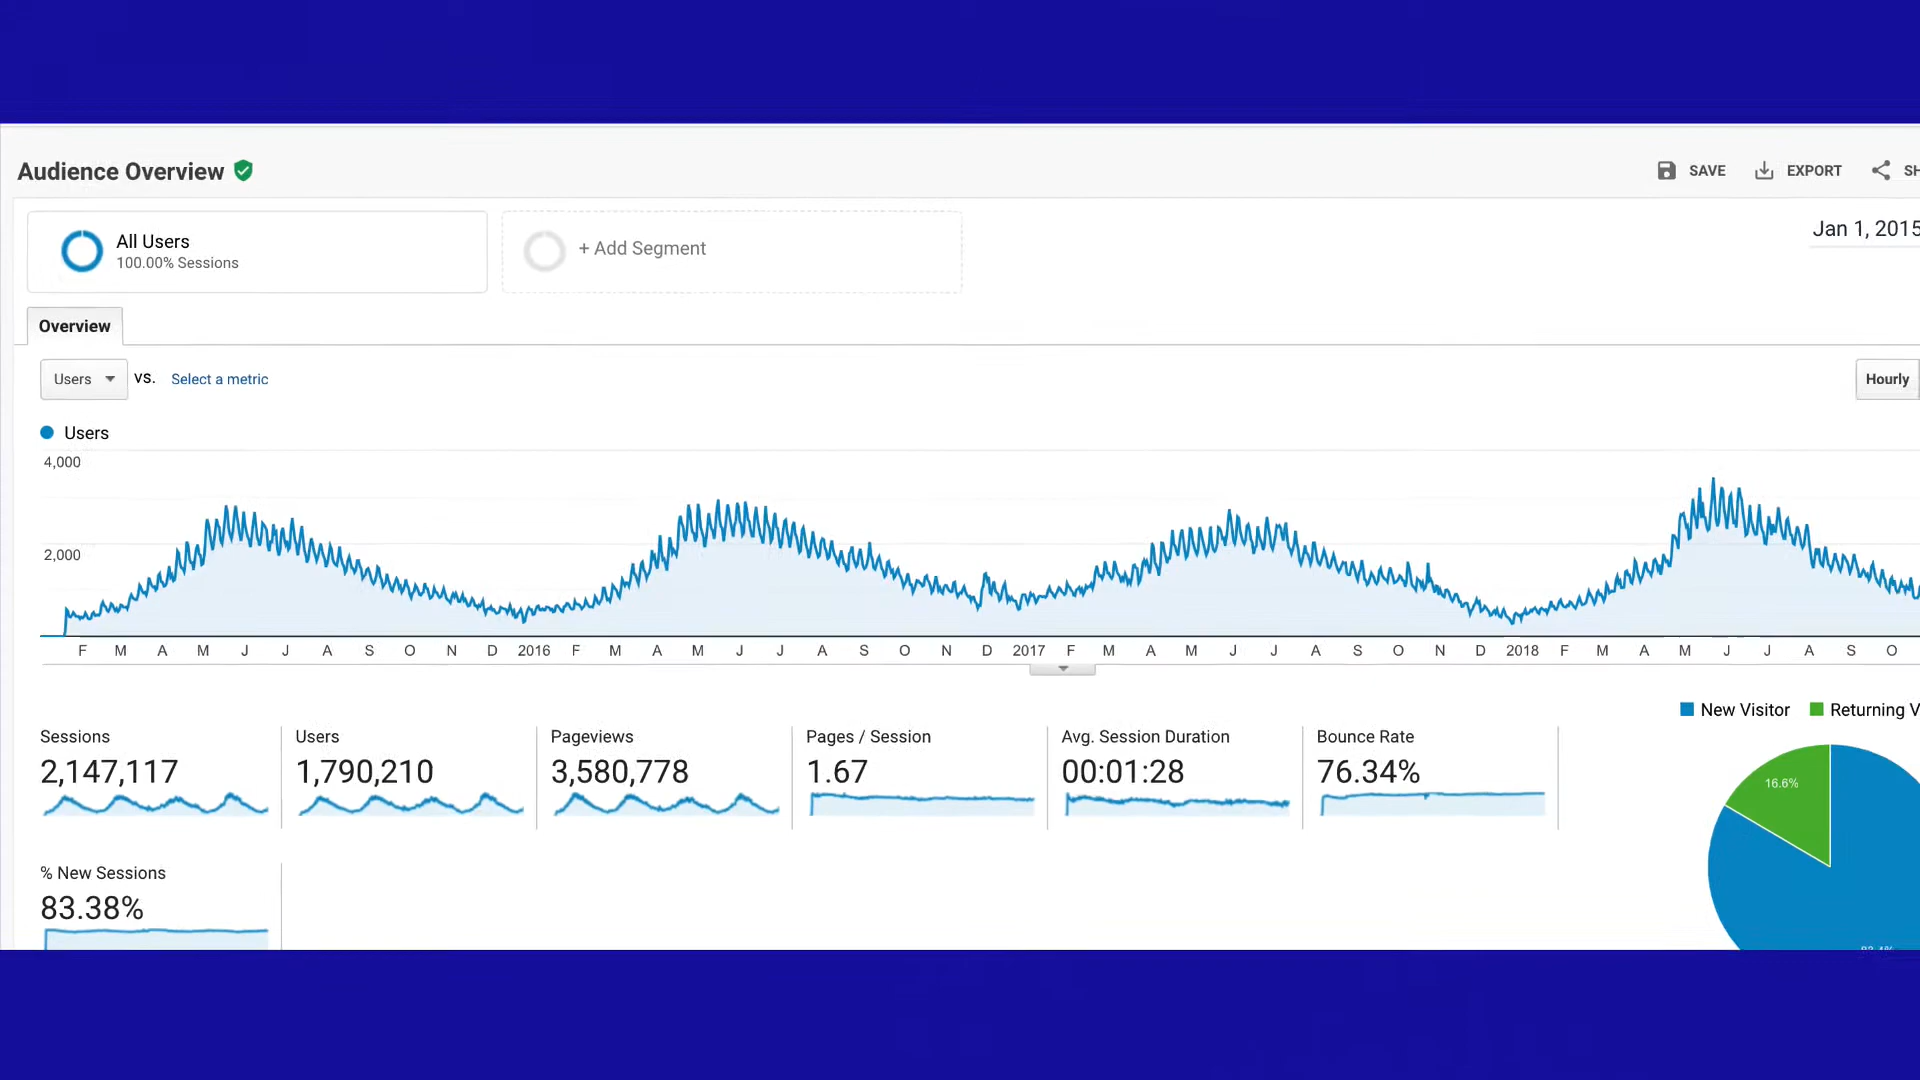 Audience Overview
SAVE EXPORT
All Users
100.00% Sessions
+ Add Segment
Jan 1, 2015
Overview
Users vs. Select a metric
Hourly
Users
4,000
2,000
F M A M J J A S O N D 2016 F M A M J J A S O N D 2017 F M A M J J A S O N D 2018 F M A M J J A S O
New Visitor Returning V
Sessions Users Pageviews Pages / Session Avg. Session Duration Bounce Rate
2,147,117 1,790,210 3,580,778 1.67 00:01:28 76.34%
16.6%
% New Sessions
83.38%